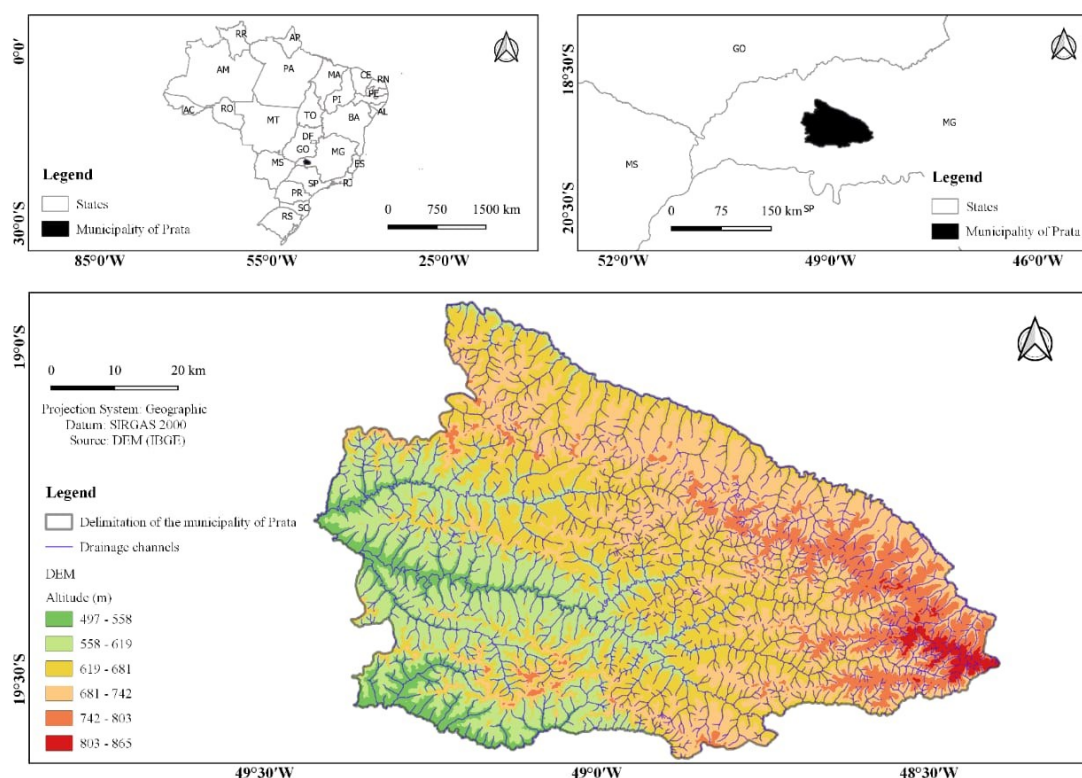 0°0′
30°0′S
RR
AP
AM
PA
MA
CE
RN
PE
PI
AC
RO
TO
AL
MT
BA
DF
GO
MG
MS
ES
SP
RJ
PR
SC
RS
Legend
States
Municipality of Prata
0 750 1500 km
85°0′W 55°0′W 25°0′W
18°30′S
20°30′S
GO
MG
MS
SP
0 75 150 km
Legend
States
Municipality of Prata
52°0′W 49°0′W 46°0′W
19°0′S
19°30′S
0 10 20 km
Projection System: Geographic
Datum: SIRGAS 2000
Source: DEM (IBGE)
Legend
Delimitation of the municipality of Prata
Drainage channels
DEM
Altitude (m)
497 - 558
558 - 619
619 - 681
681 - 742
742 - 803
803 - 865
49°30′W 49°0′W 48°30′W